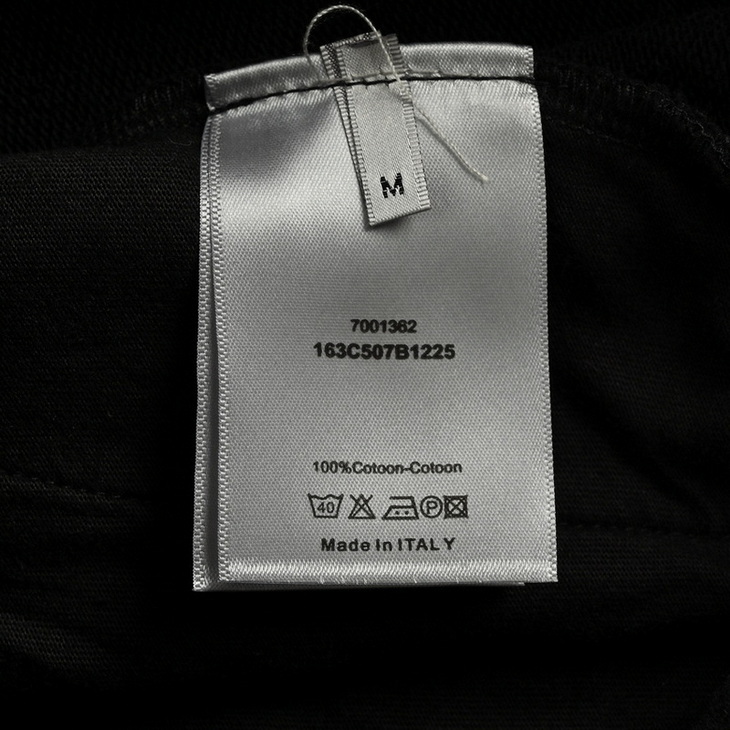 M
7001362
163C507B1225
100%Cotoon-Cotoon
40 P
Made In ITALY